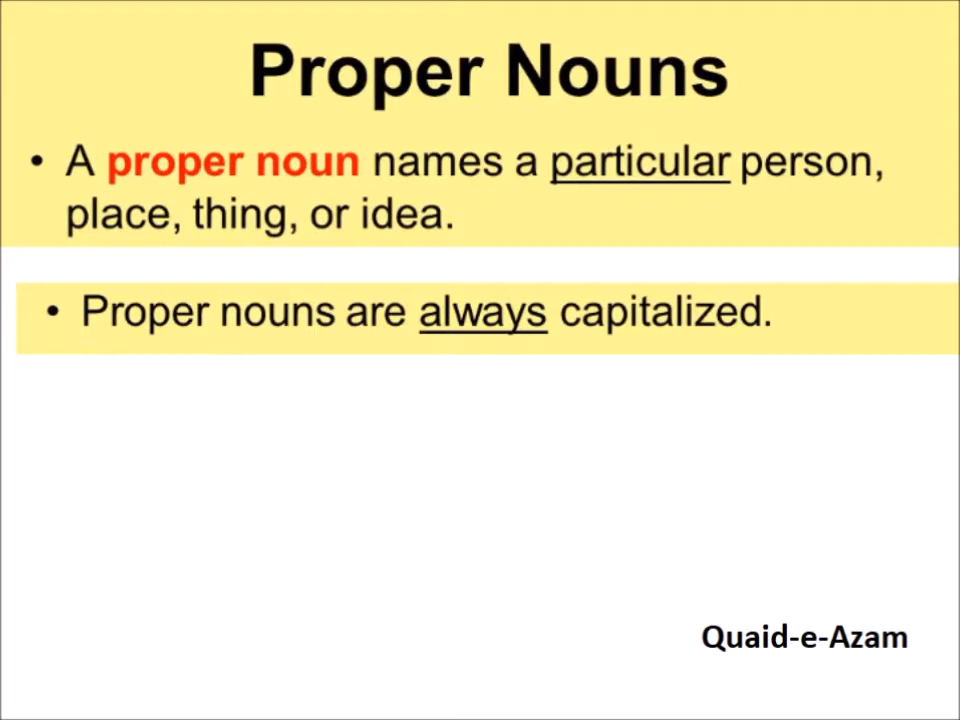 Proper Nouns
• A proper noun names a particular person,
place, thing, or idea.
• Proper nouns are always capitalized.
Quaid-e-Azam